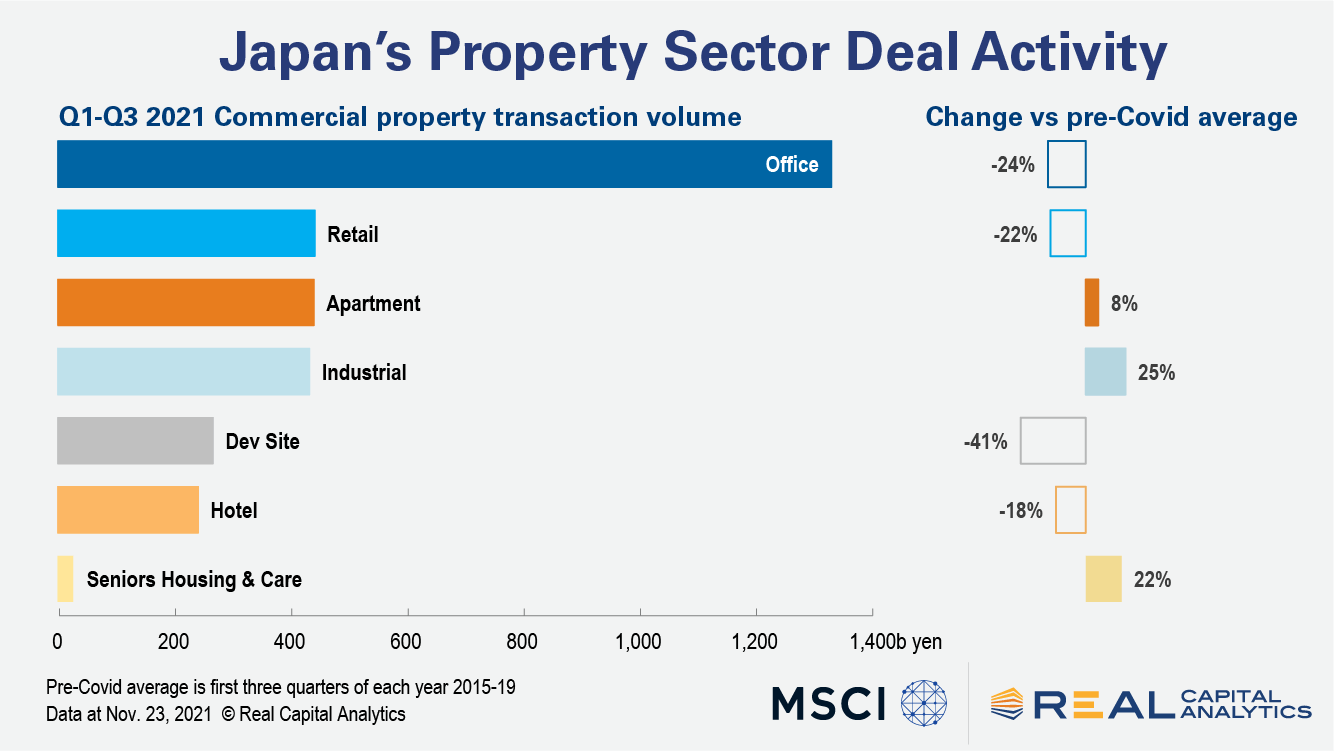 Japan’s Property Sector Deal Activity
Q1-Q3 2021 Commercial property transaction volume
Change vs pre-Covid average
Office
-24%
Retail
-22%
Apartment
8%
Industrial
25%
Dev Site
-41%
Hotel
-18%
Seniors Housing & Care
22%
0 200 400 600 800 1,000 1,200 1,400b yen
Pre-Covid average is first three quarters of each year 2015-19
Data at Nov. 23, 2021 © Real Capital Analytics
MSCI
REAL CAPITAL
ANALYTICS